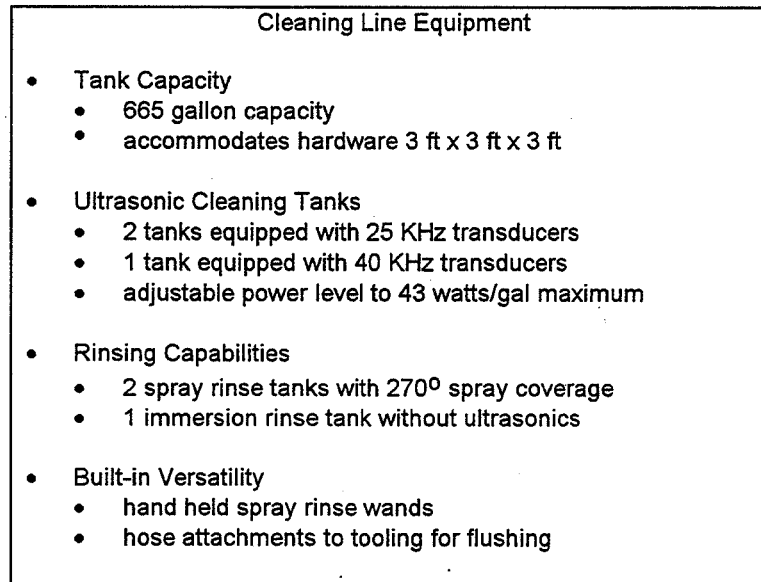 Cleaning Line Equipment
• Tank Capacity
• 665 gallon capacity
• accommodates hardware 3 ft x 3 ft x 3 ft
• Ultrasonic Cleaning Tanks
• 2 tanks equipped with 25 KHz transducers
• 1 tank equipped with 40 KHz transducers
• adjustable power level to 43 watts/gal maximum
• Rinsing Capabilities
• 2 spray rinse tanks with 270º spray coverage
• 1 immersion rinse tank without ultrasonics
• Built-in Versatility
• hand held spray rinse wands
• hose attachments to tooling for flushing